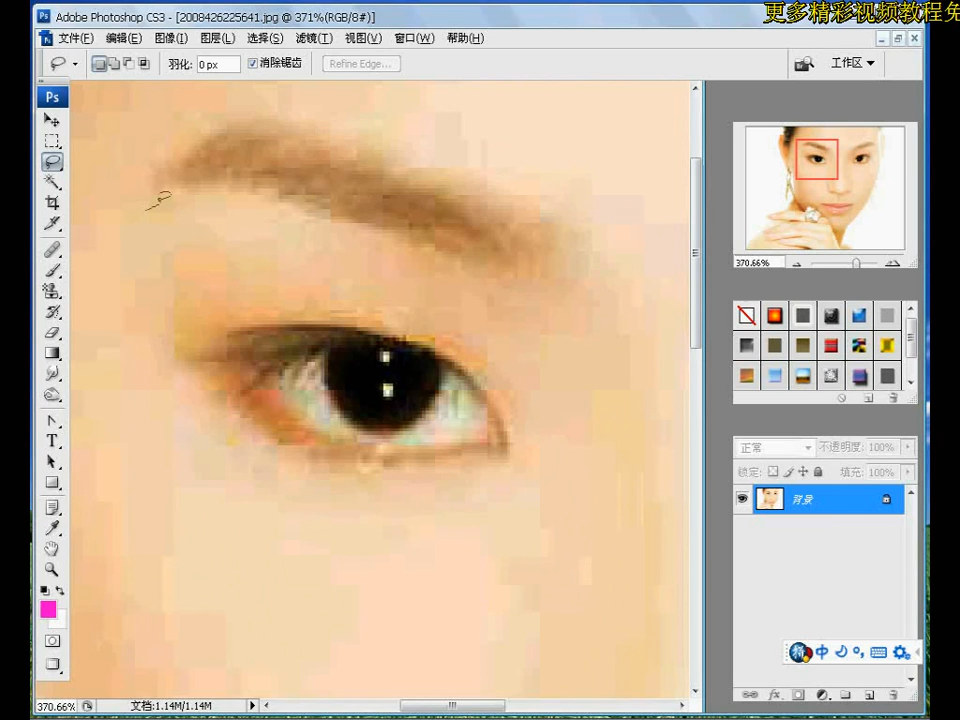 更多精彩视频教程免
Adobe Photoshop CS3 - [2008426225641.jpg @ 371%(RGB/8#)]
文件(F) 编辑(E) 图像(I) 图层(L) 选择(S) 滤镜(T) 视图(V) 窗口(W) 帮助(H)
羽化: 0 px 消除锯齿 Refine Edge... 工作区
Ps
370.66%
正常 不透明度: 100%
锁定: 填充: 100%
背景
T
中
370.66% 文档:1.14M/1.14M
fx